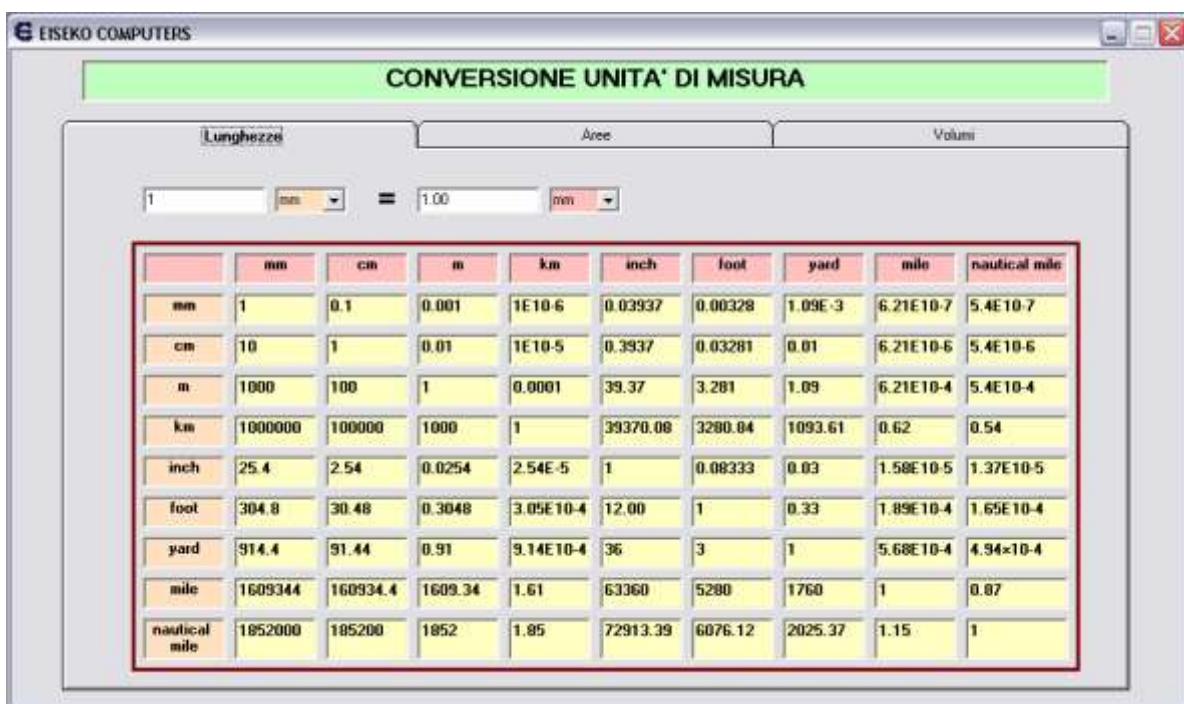 EISEKO COMPUTERS
CONVERSIONE UNITA' DI MISURA
Lunghezze Aree Volumi
1 mm = 1.00 mm
mm cm m km inch foot yard mile nautical mile
mm 1 0.1 0.001 1E10-6 0.03937 0.00328 1.09E-3 6.21E10-7 5.4E10-7
cm 10 1 0.01 1E10-5 0.3937 0.03281 0.01 6.21E10-6 5.4E10-6
m 1000 100 1 0.0001 39.37 3.281 1.09 6.21E10-4 5.4E10-4
km 1000000 100000 1000 1 39370.08 3280.84 1093.61 0.62 0.54
inch 25.4 2.54 0.0254 2.54E-5 1 0.08333 0.03 1.58E10-5 1.37E10-5
foot 304.8 30.48 0.3048 3.05E10-4 12.00 1 0.33 1.89E10-4 1.65E10-4
yard 914.4 91.44 0.91 9.14E10-4 36 3 1 5.68E10-4 4.94×10-4
mile 1609344 160934.4 1609.34 1.61 63360 5280 1760 1 0.87
nautical mile 1852000 185200 1852 1.85 72913.39 6076.12 2025.37 1.15 1